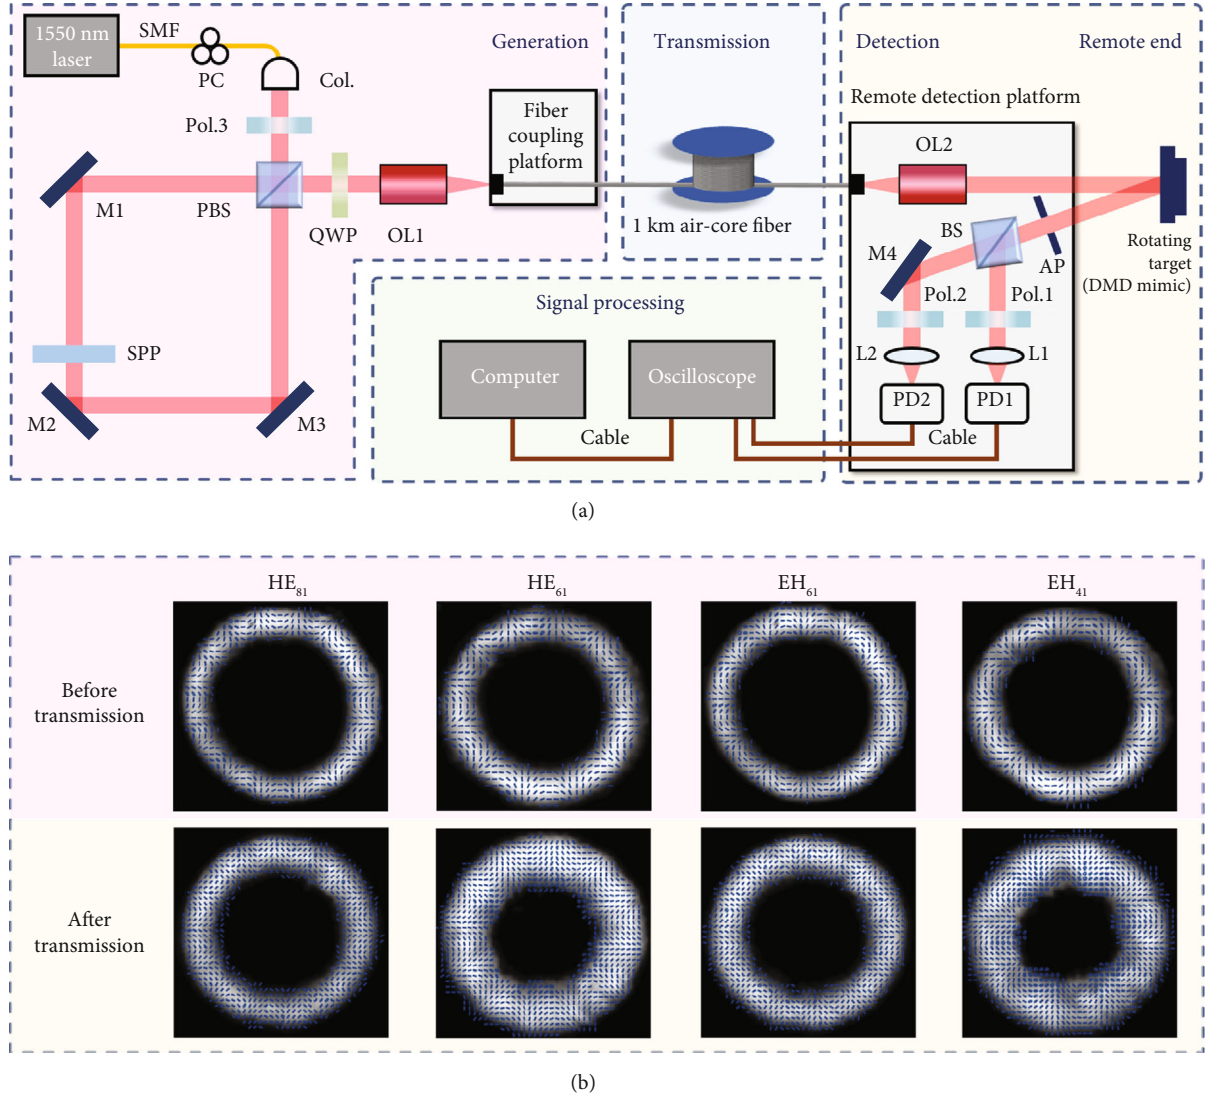 1550 nm
laser
SMF
PC
Col.
Pol.3
M1
PBS
QWP
OL1
SPP
M2
M3
Generation
Fiber
coupling
platform
Transmission
1 km air-core fiber
Detection
Remote end
Remote detection platform
OL2
BS
AP
M4
Pol.2
Pol.1
L2
L1
PD2
PD1
Cable
Rotating
target
(DMD mimic)
Signal processing
Computer
Oscilloscope
Cable
(a)
HE81
HE61
EH61
EH41
Before
transmission
After
transmission
(b)